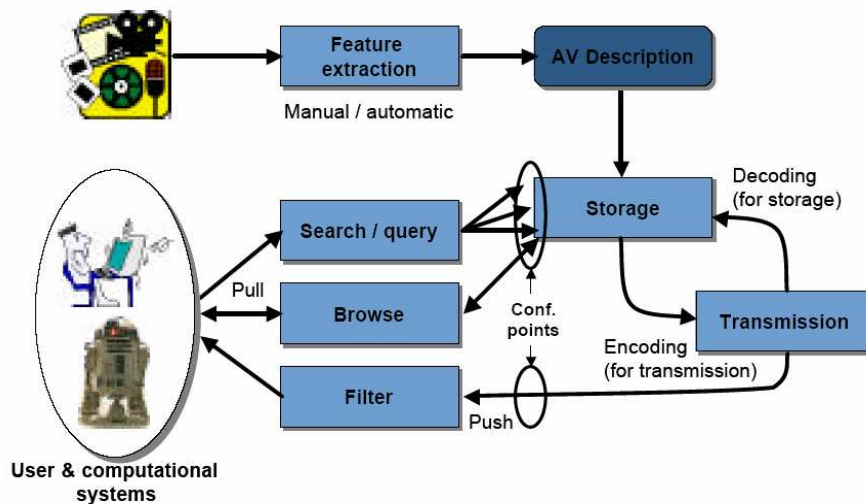 Feature
extraction
AV Description
Manual / automatic
Decoding
(for storage)
Storage
Search / query
Pull
Browse
Conf.
points
Transmission
Encoding
(for transmission)
Filter
Push
User & computational
systems